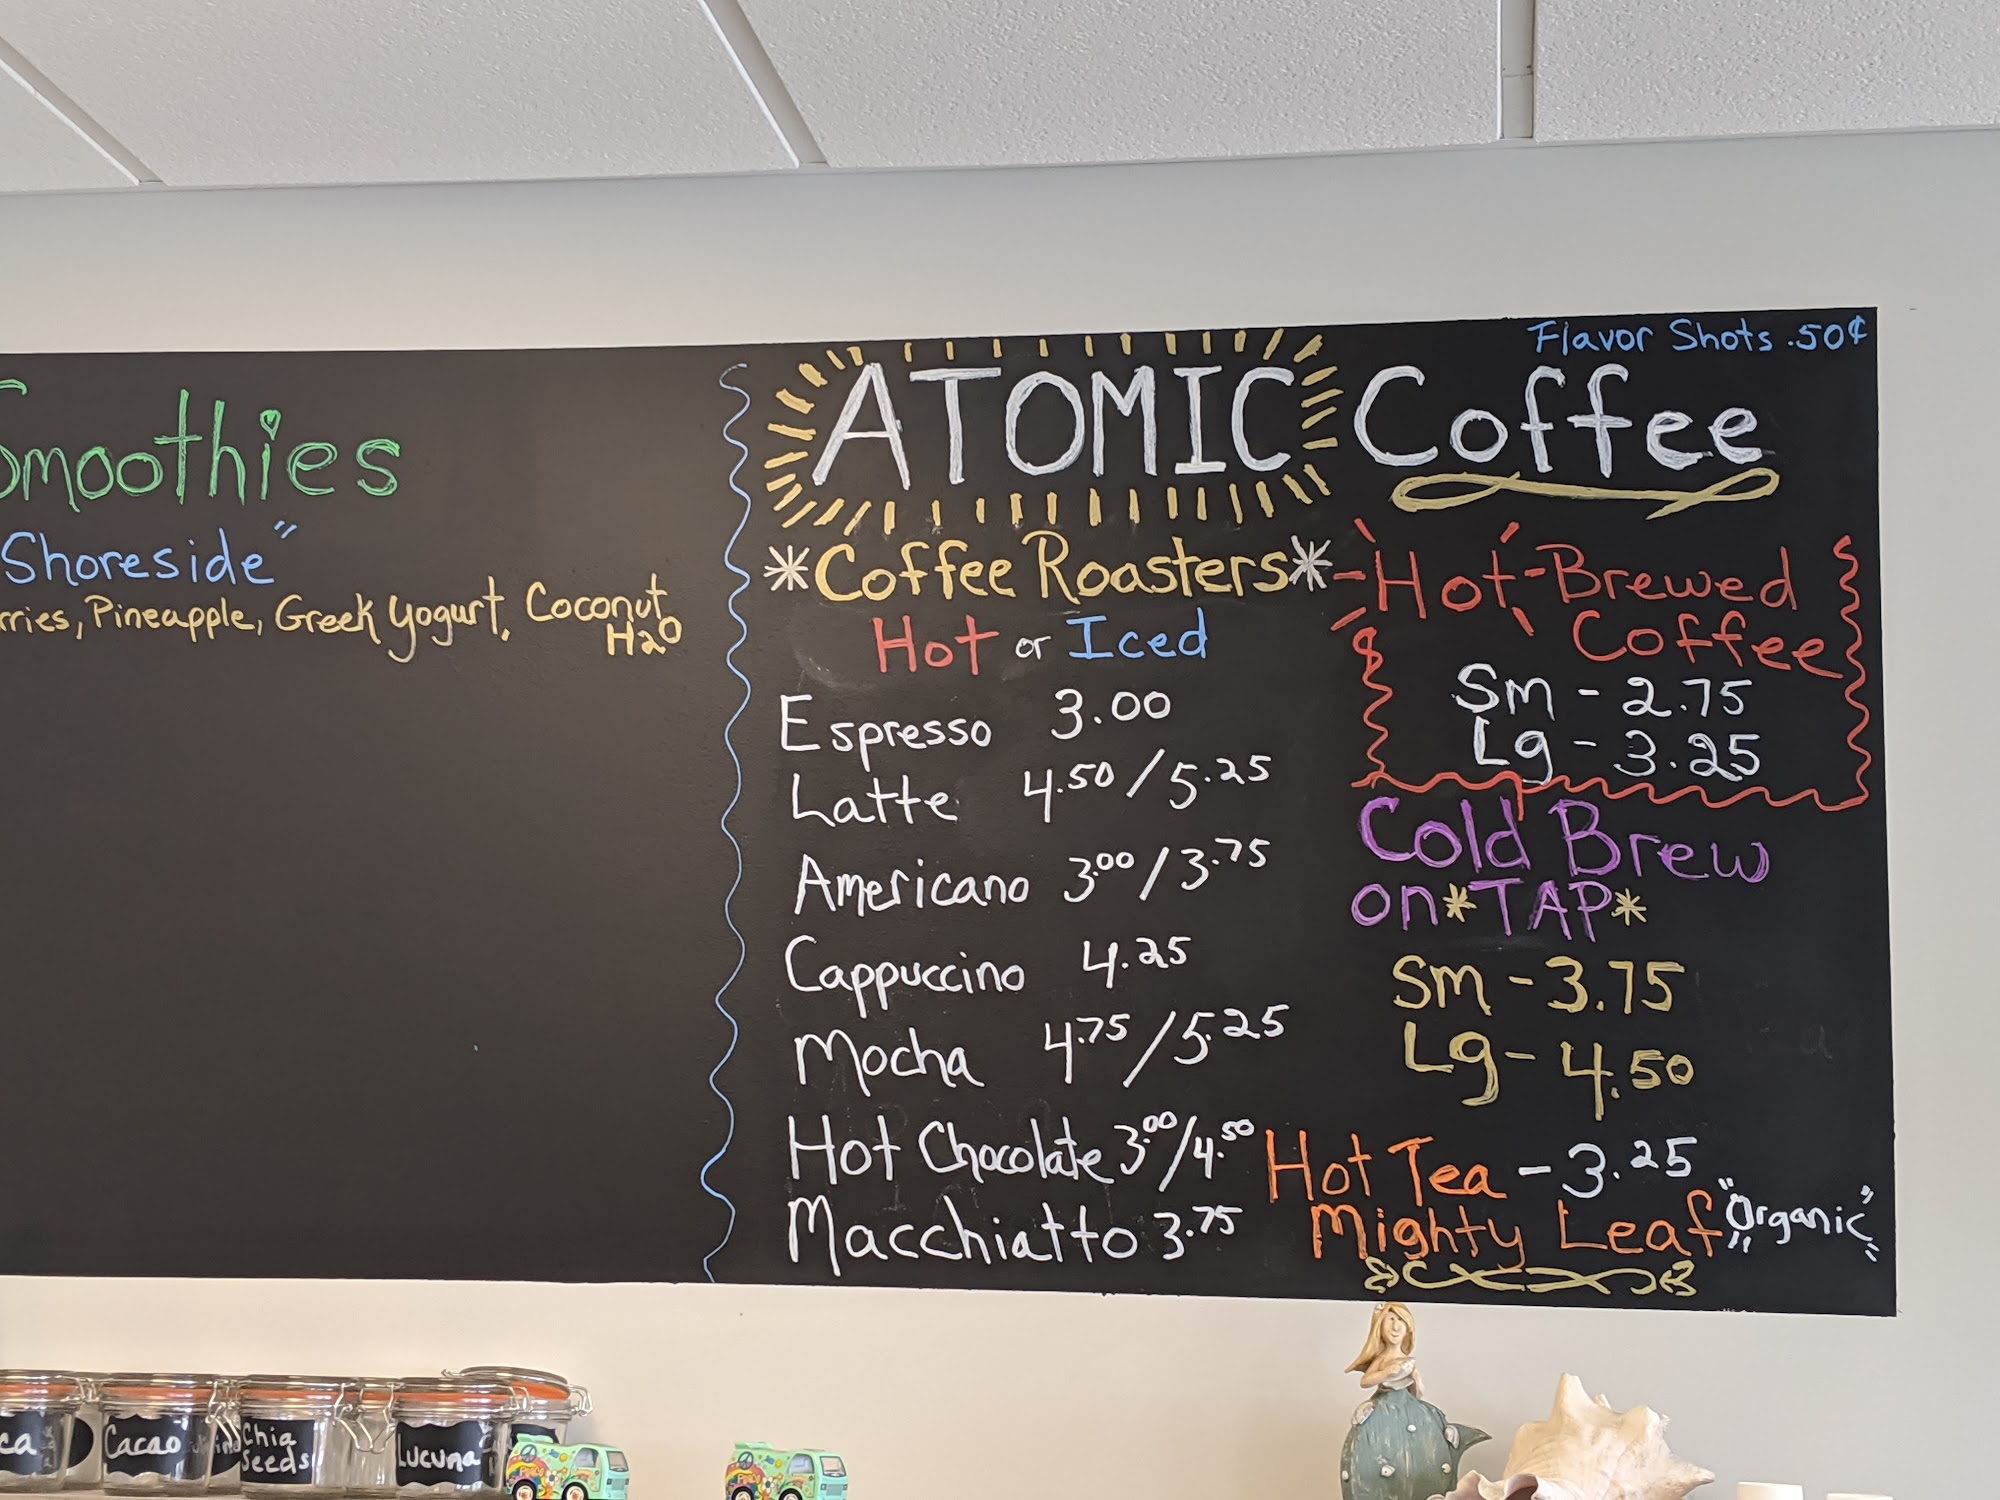 Smoothies
Shoreside"
Pineapple, Greek Yogurt, Coconut
H2O
Flavor Shots .50¢
ATOMIC Coffee
*Coffee Roasters*
Hot or Iced
Espresso 3.00
Latte 4.50/5.25
Americano 3.00/3.75
Cappuccino 4.25
Mocha 4.75/5.25
Hot Chocolate 3.00/4.50
Macchiatto 3.75
-Hot-Brewed
Coffee
Sm - 2.75
Lg - 3.25
Cold Brew
on *TAP*
Sm - 3.75
Lg - 4.50
Hot Tea - 3.25
Mighty Leaf "Organic"
Cacao
Chia
Seeds
Lucuma